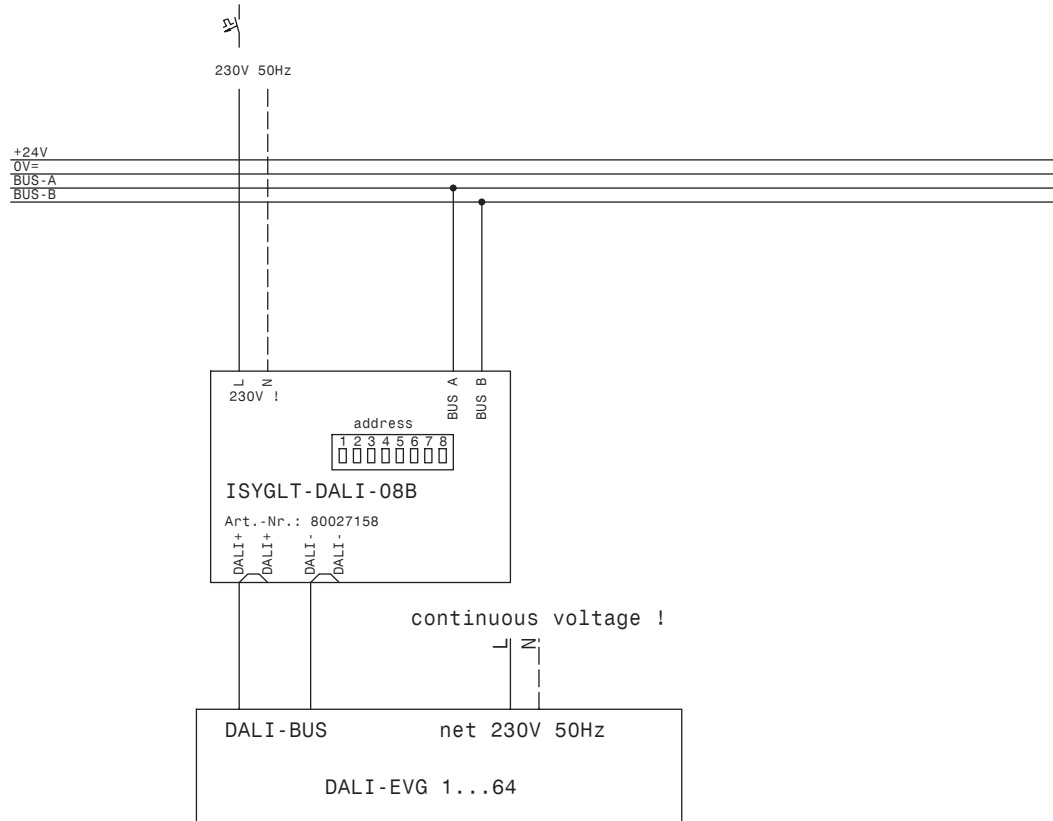 230V 50Hz
+24V
0V=
BUS-A
BUS-B
L N BUS A BUS B
230V !
address
1 2 3 4 5 6 7 8
ISYGLT-DALI-08B
Art.-Nr.: 80027158
DALI+ DALI+ DALI- DALI-
continuous voltage !
L N
DALI-BUS net 230V 50Hz
DALI-EVG 1...64